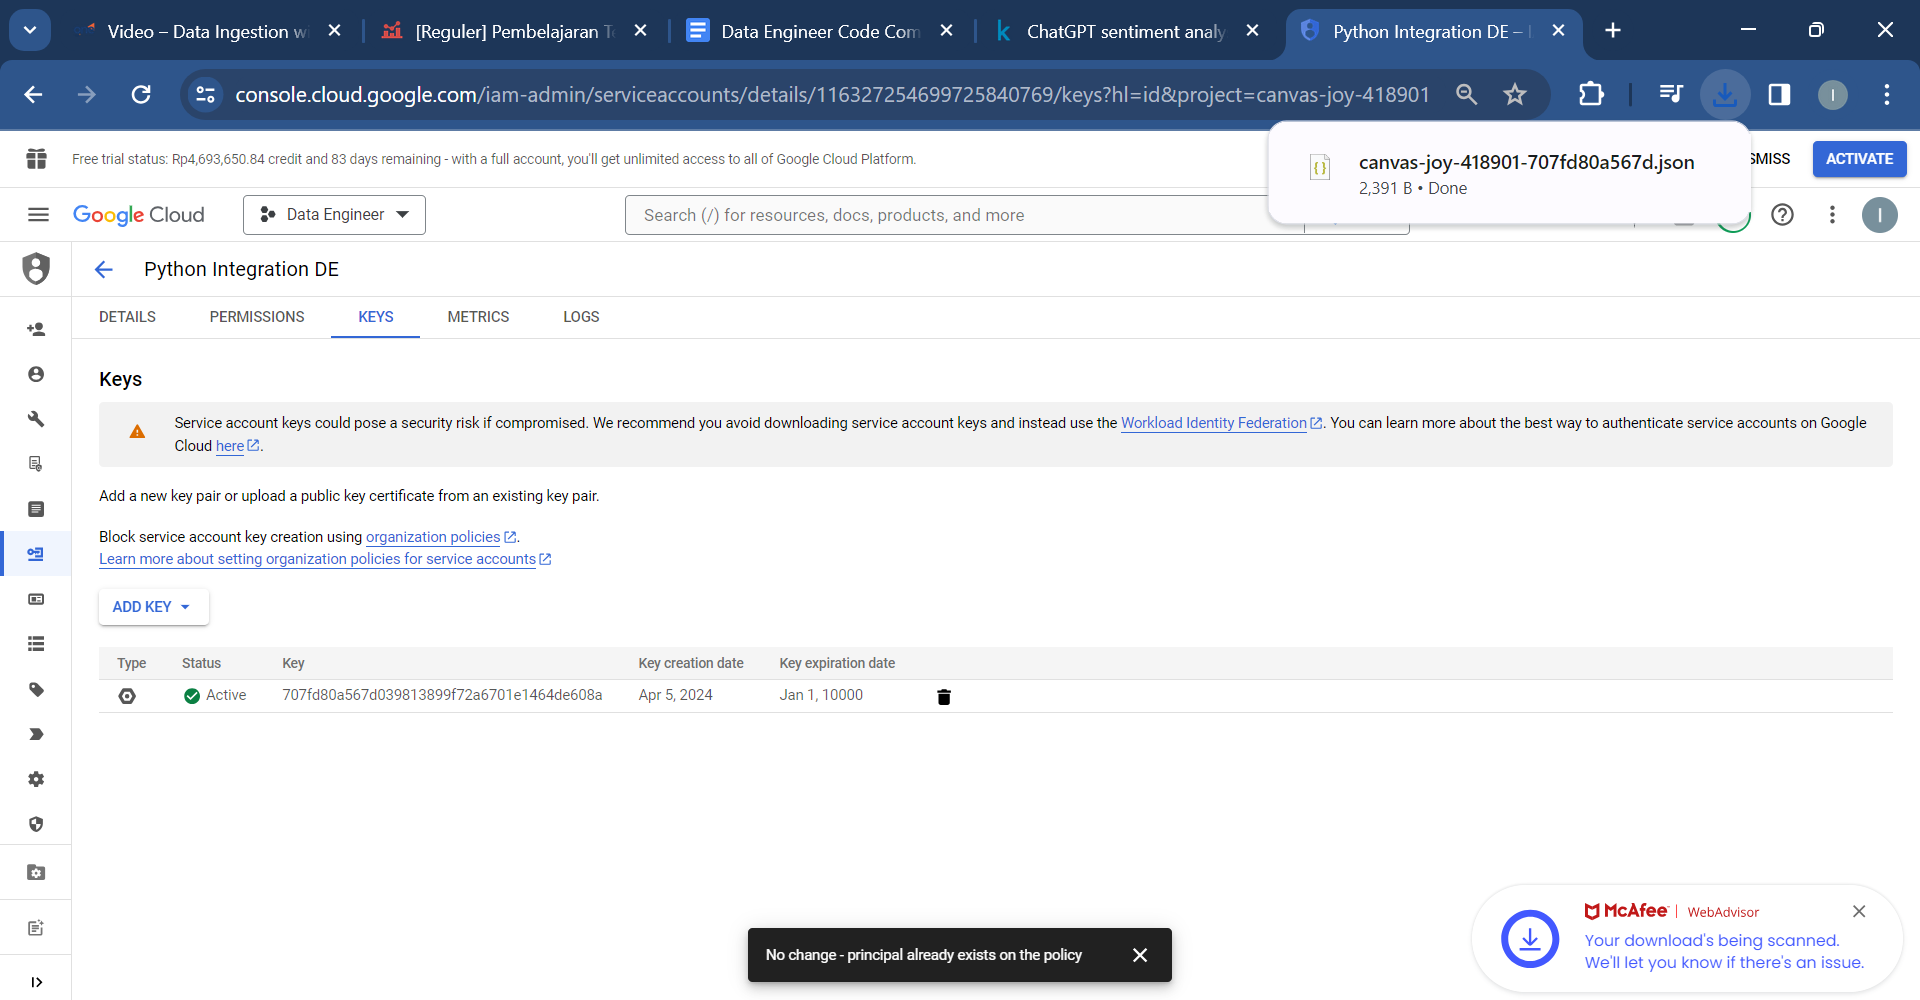 Video – Data Ingestion wi
[Reguler] Pembelajaran Te
Data Engineer Code Com
ChatGPT sentiment analy
Python Integration DE –
console.cloud.google.com/iam-admin/serviceaccounts/details/116327254699725840769/keys?hl=id&project=canvas-joy-418901
I
Free trial status: Rp4,693,650.84 credit and 83 days remaining - with a full account, you'll get unlimited access to all of Google Cloud Platform.
canvas-joy-418901-707fd80a567d.json
2,391 B • Done
SMISS
ACTIVATE
Google Cloud
Data Engineer
Search (/) for resources, docs, products, and more
I
Python Integration DE
DETAILS
PERMISSIONS
KEYS
METRICS
LOGS
Keys
Service account keys could pose a security risk if compromised. We recommend you avoid downloading service account keys and instead use the Workload Identity Federation. You can learn more about the best way to authenticate service accounts on Google
Cloud here.
Add a new key pair or upload a public key certificate from an existing key pair.
Block service account key creation using organization policies.
Learn more about setting organization policies for service accounts
ADD KEY
Type Status Key Key creation date Key expiration date
Active 707fd80a567d039813899f72a6701e1464de608a Apr 5, 2024 Jan 1, 10000
No change - principal already exists on the policy
McAfee | WebAdvisor
Your download's being scanned.
We'll let you know if there's an issue.